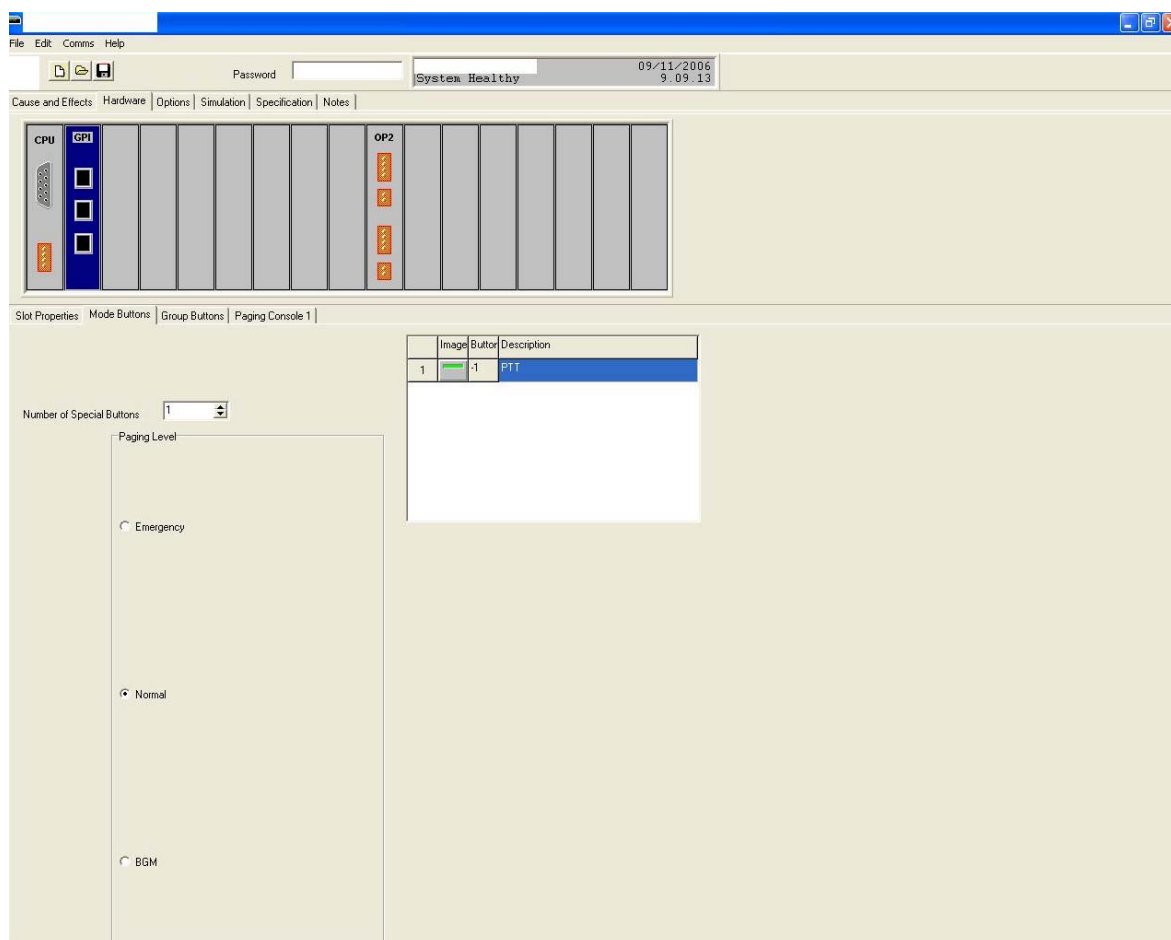 File Edit Comms Help
Password
System Healthy
09/11/2006
9.09.13
Cause and Effects Hardware Options Simulation Specification Notes
CPU GPI OP2
Slot Properties Mode Buttons Group Buttons Paging Console 1
Image Button Description
1 -1 PTT
Number of Special Buttons 1
Paging Level
Emergency
Normal
BGM